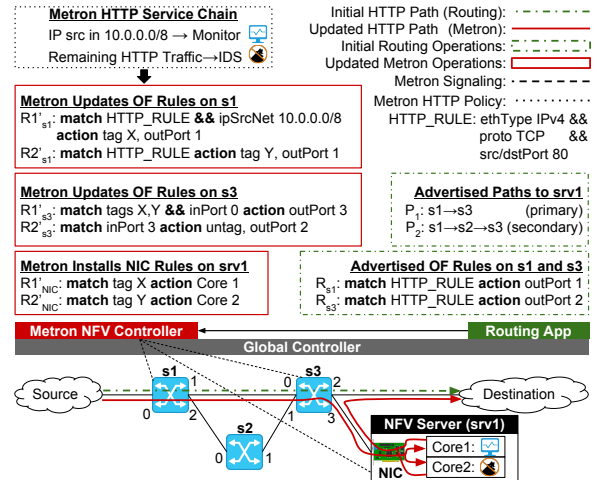 Metron HTTP Service Chain
IP src in 10.0.0.0/8 → Monitor
Remaining HTTP Traffic→IDS
Initial HTTP Path (Routing):
Updated HTTP Path (Metron):
Initial Routing Operations:
Updated Metron Operations:
Metron Signaling:
Metron HTTP Policy:
HTTP_RULE: ethType IPv4 &&
proto TCP &&
src/dstPort 80
Metron Updates OF Rules on s1
R1's1: match HTTP_RULE && ipSrcNet 10.0.0.0/8
action tag X, outPort 1
R2's1: match HTTP_RULE action tag Y, outPort 1
Metron Updates OF Rules on s3
R1's3: match tags X,Y && inPort 0 action outPort 3
R2's3: match inPort 3 action untag, outPort 2
Advertised Paths to srv1
P1: s1→s3 (primary)
P2: s1→s2→s3 (secondary)
Metron Installs NIC Rules on srv1
R1'NIC: match tag X action Core 1
R2'NIC: match tag Y action Core 2
Advertised OF Rules on s1 and s3
Rs1: match HTTP_RULE action outPort 1
Rs3: match HTTP_RULE action outPort 2
Metron NFV Controller
Routing App
Global Controller
s1
s3
1
0
2
Source
Destination
0
2
1
3
s2
0
1
NFV Server (srv1)
Core1:
Core2:
NIC